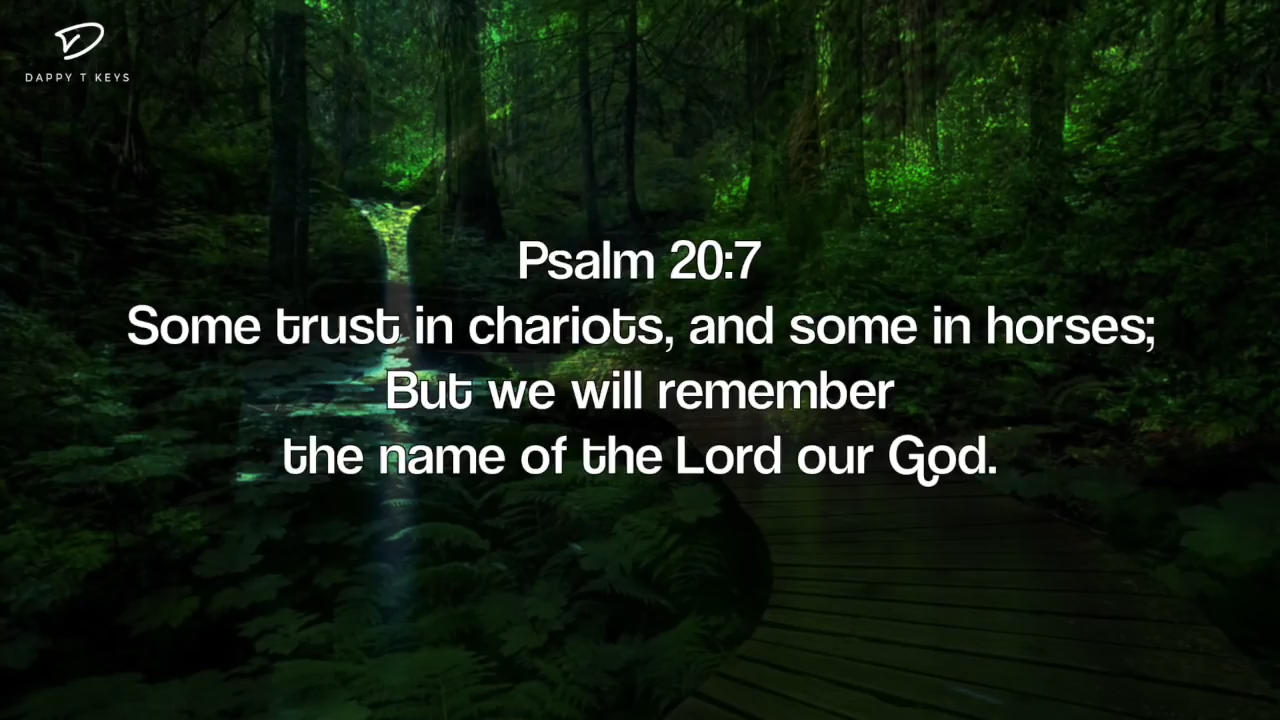 DAPPY T KEYS
Psalm 20:7
Some trust in chariots, and some in horses;
But we will remember
the name of the Lord our God.